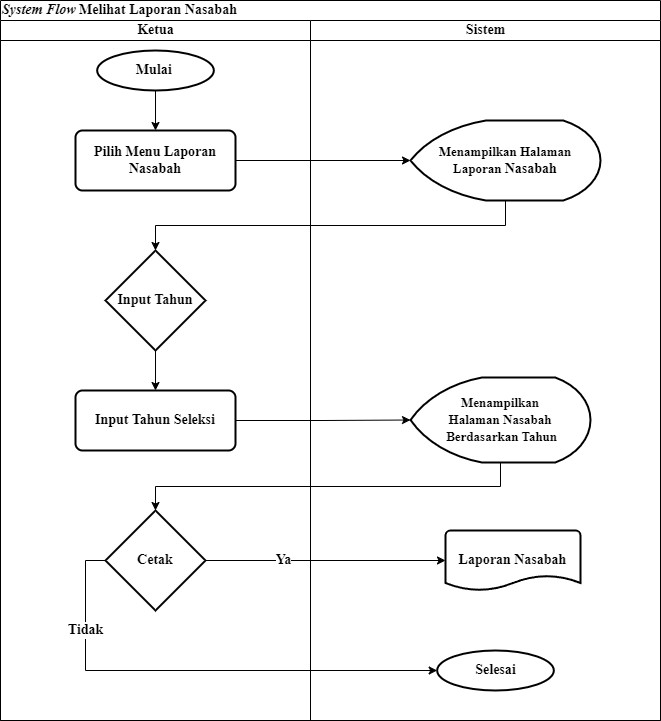 System Flow Melihat Laporan Nasabah
Ketua
Sistem
Mulai
Pilih Menu Laporan
Nasabah
Menampilkan Halaman
Laporan Nasabah
Input Tahun
Input Tahun Seleksi
Menampilkan
Halaman Nasabah
Berdasarkan Tahun
Cetak
Ya
Laporan Nasabah
Tidak
Selesai